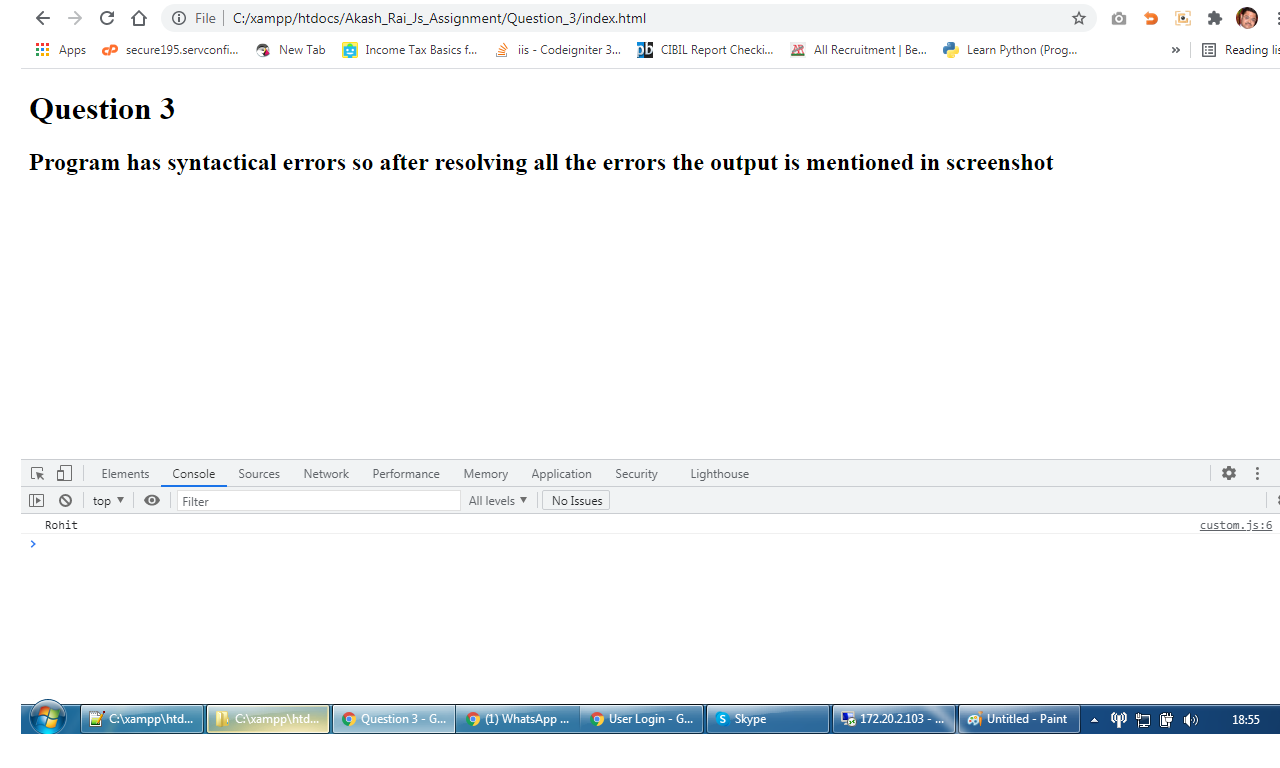 File C:/xampp/htdocs/Akash_Rai_Js_Assignment/Question_3/index.html
Apps cP secure195.servconfi... New Tab Income Tax Basics f... iis - Codeigniter 3... pb CIBIL Report Checki... AR All Recruitment | Be... Learn Python (Prog... » Reading lis
Question 3
Program has syntactical errors so after resolving all the errors the output is mentioned in screenshot
Elements Console Sources Network Performance Memory Application Security Lighthouse
top ▼ Filter All levels ▼ No Issues
Rohit custom.js:6
>
C:\xampp\htd... C:\xampp\htd... Question 3 - G... (1) WhatsApp ... User Login - G... S Skype 172.20.2.103 - ... Untitled - Paint 18:55